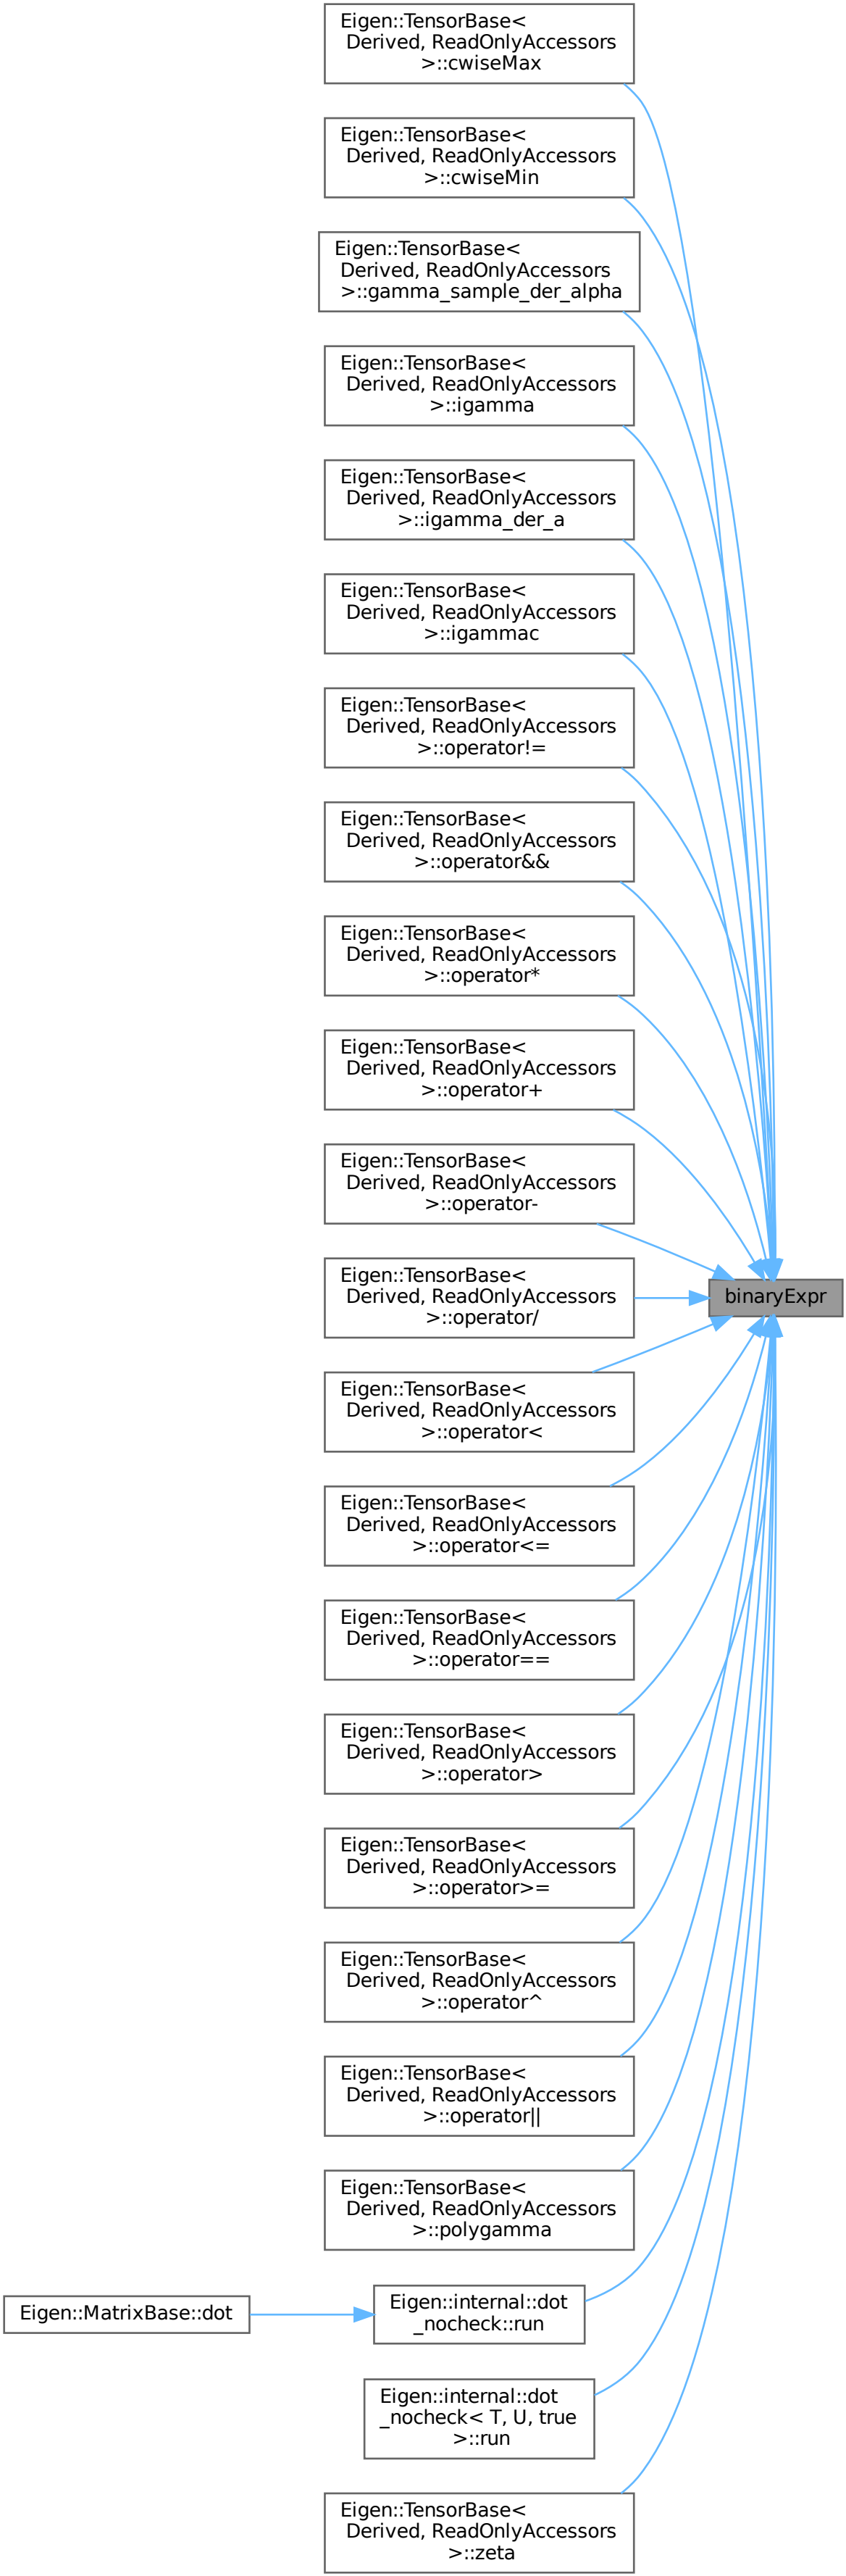 Eigen::TensorBase<
Derived, ReadOnlyAccessors
>::cwiseMax
Eigen::TensorBase<
Derived, ReadOnlyAccessors
>::cwiseMin
Eigen::TensorBase<
Derived, ReadOnlyAccessors
>::gamma_sample_der_alpha
Eigen::TensorBase<
Derived, ReadOnlyAccessors
>::igamma
Eigen::TensorBase<
Derived, ReadOnlyAccessors
>::igamma_der_a
Eigen::TensorBase<
Derived, ReadOnlyAccessors
>::igammac
Eigen::TensorBase<
Derived, ReadOnlyAccessors
>::operator!=
Eigen::TensorBase<
Derived, ReadOnlyAccessors
>::operator&&
Eigen::TensorBase<
Derived, ReadOnlyAccessors
>::operator*
Eigen::TensorBase<
Derived, ReadOnlyAccessors
>::operator+
Eigen::TensorBase<
Derived, ReadOnlyAccessors
>::operator-
Eigen::TensorBase<
Derived, ReadOnlyAccessors
>::operator/
binaryExpr
Eigen::TensorBase<
Derived, ReadOnlyAccessors
>::operator<
Eigen::TensorBase<
Derived, ReadOnlyAccessors
>::operator<=
Eigen::TensorBase<
Derived, ReadOnlyAccessors
>::operator==
Eigen::TensorBase<
Derived, ReadOnlyAccessors
>::operator>
Eigen::TensorBase<
Derived, ReadOnlyAccessors
>::operator>=
Eigen::TensorBase<
Derived, ReadOnlyAccessors
>::operator^
Eigen::TensorBase<
Derived, ReadOnlyAccessors
>::operator||
Eigen::TensorBase<
Derived, ReadOnlyAccessors
>::polygamma
Eigen::MatrixBase::dot
Eigen::internal::dot
_nocheck::run
Eigen::internal::dot
_nocheck< T, U, true
>::run
Eigen::TensorBase<
Derived, ReadOnlyAccessors
>::zeta